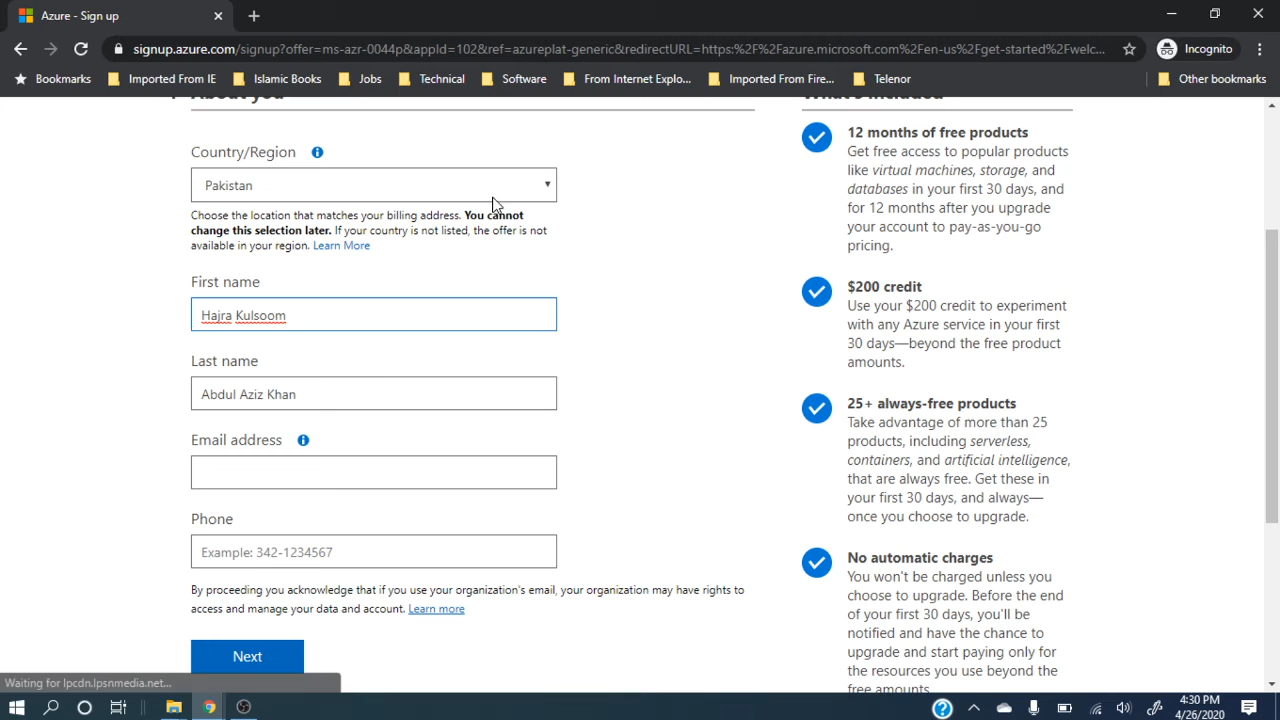 Azure - Sign up
signup.azure.com/signup?offer=ms-azr-0044p&appId=102&ref=azureplat-generic&redirectURL=https:%2F%2Fazure.microsoft.com%2Fen-us%2Fget-started%2Fwelc...
Incognito
Bookmarks
Imported From IE
Islamic Books
Jobs
Technical
Software
From Internet Explo...
Imported From Fire...
Telenor
Other bookmarks
About you
Country/Region
Pakistan
Choose the location that matches your billing address. You cannot
change this selection later. If your country is not listed, the offer is not
available in your region. Learn More
First name
Hajra Kulsoom
Last name
Abdul Aziz Khan
Email address
Phone
Example: 342-1234567
By proceeding you acknowledge that if you use your organization's email, your organization may have rights to
access and manage your data and account. Learn more
Next
What's included
12 months of free products
Get free access to popular products
like virtual machines, storage, and
databases in your first 30 days, and
for 12 months after you upgrade
your account to pay-as-you-go
pricing.
$200 credit
Use your $200 credit to experiment
with any Azure service in your first
30 days—beyond the free product
amounts.
25+ always-free products
Take advantage of more than 25
products, including serverless,
containers, and artificial intelligence,
that are always free. Get these in
your first 30 days, and always—
once you choose to upgrade.
No automatic charges
You won't be charged unless you
choose to upgrade. Before the end
of your first 30 days, you'll be
notified and have the chance to
upgrade and start paying only for
the resources you use beyond the
free amounts.
Waiting for lpcdn.lpsnmedia.net...
4:30 PM
4/26/2020